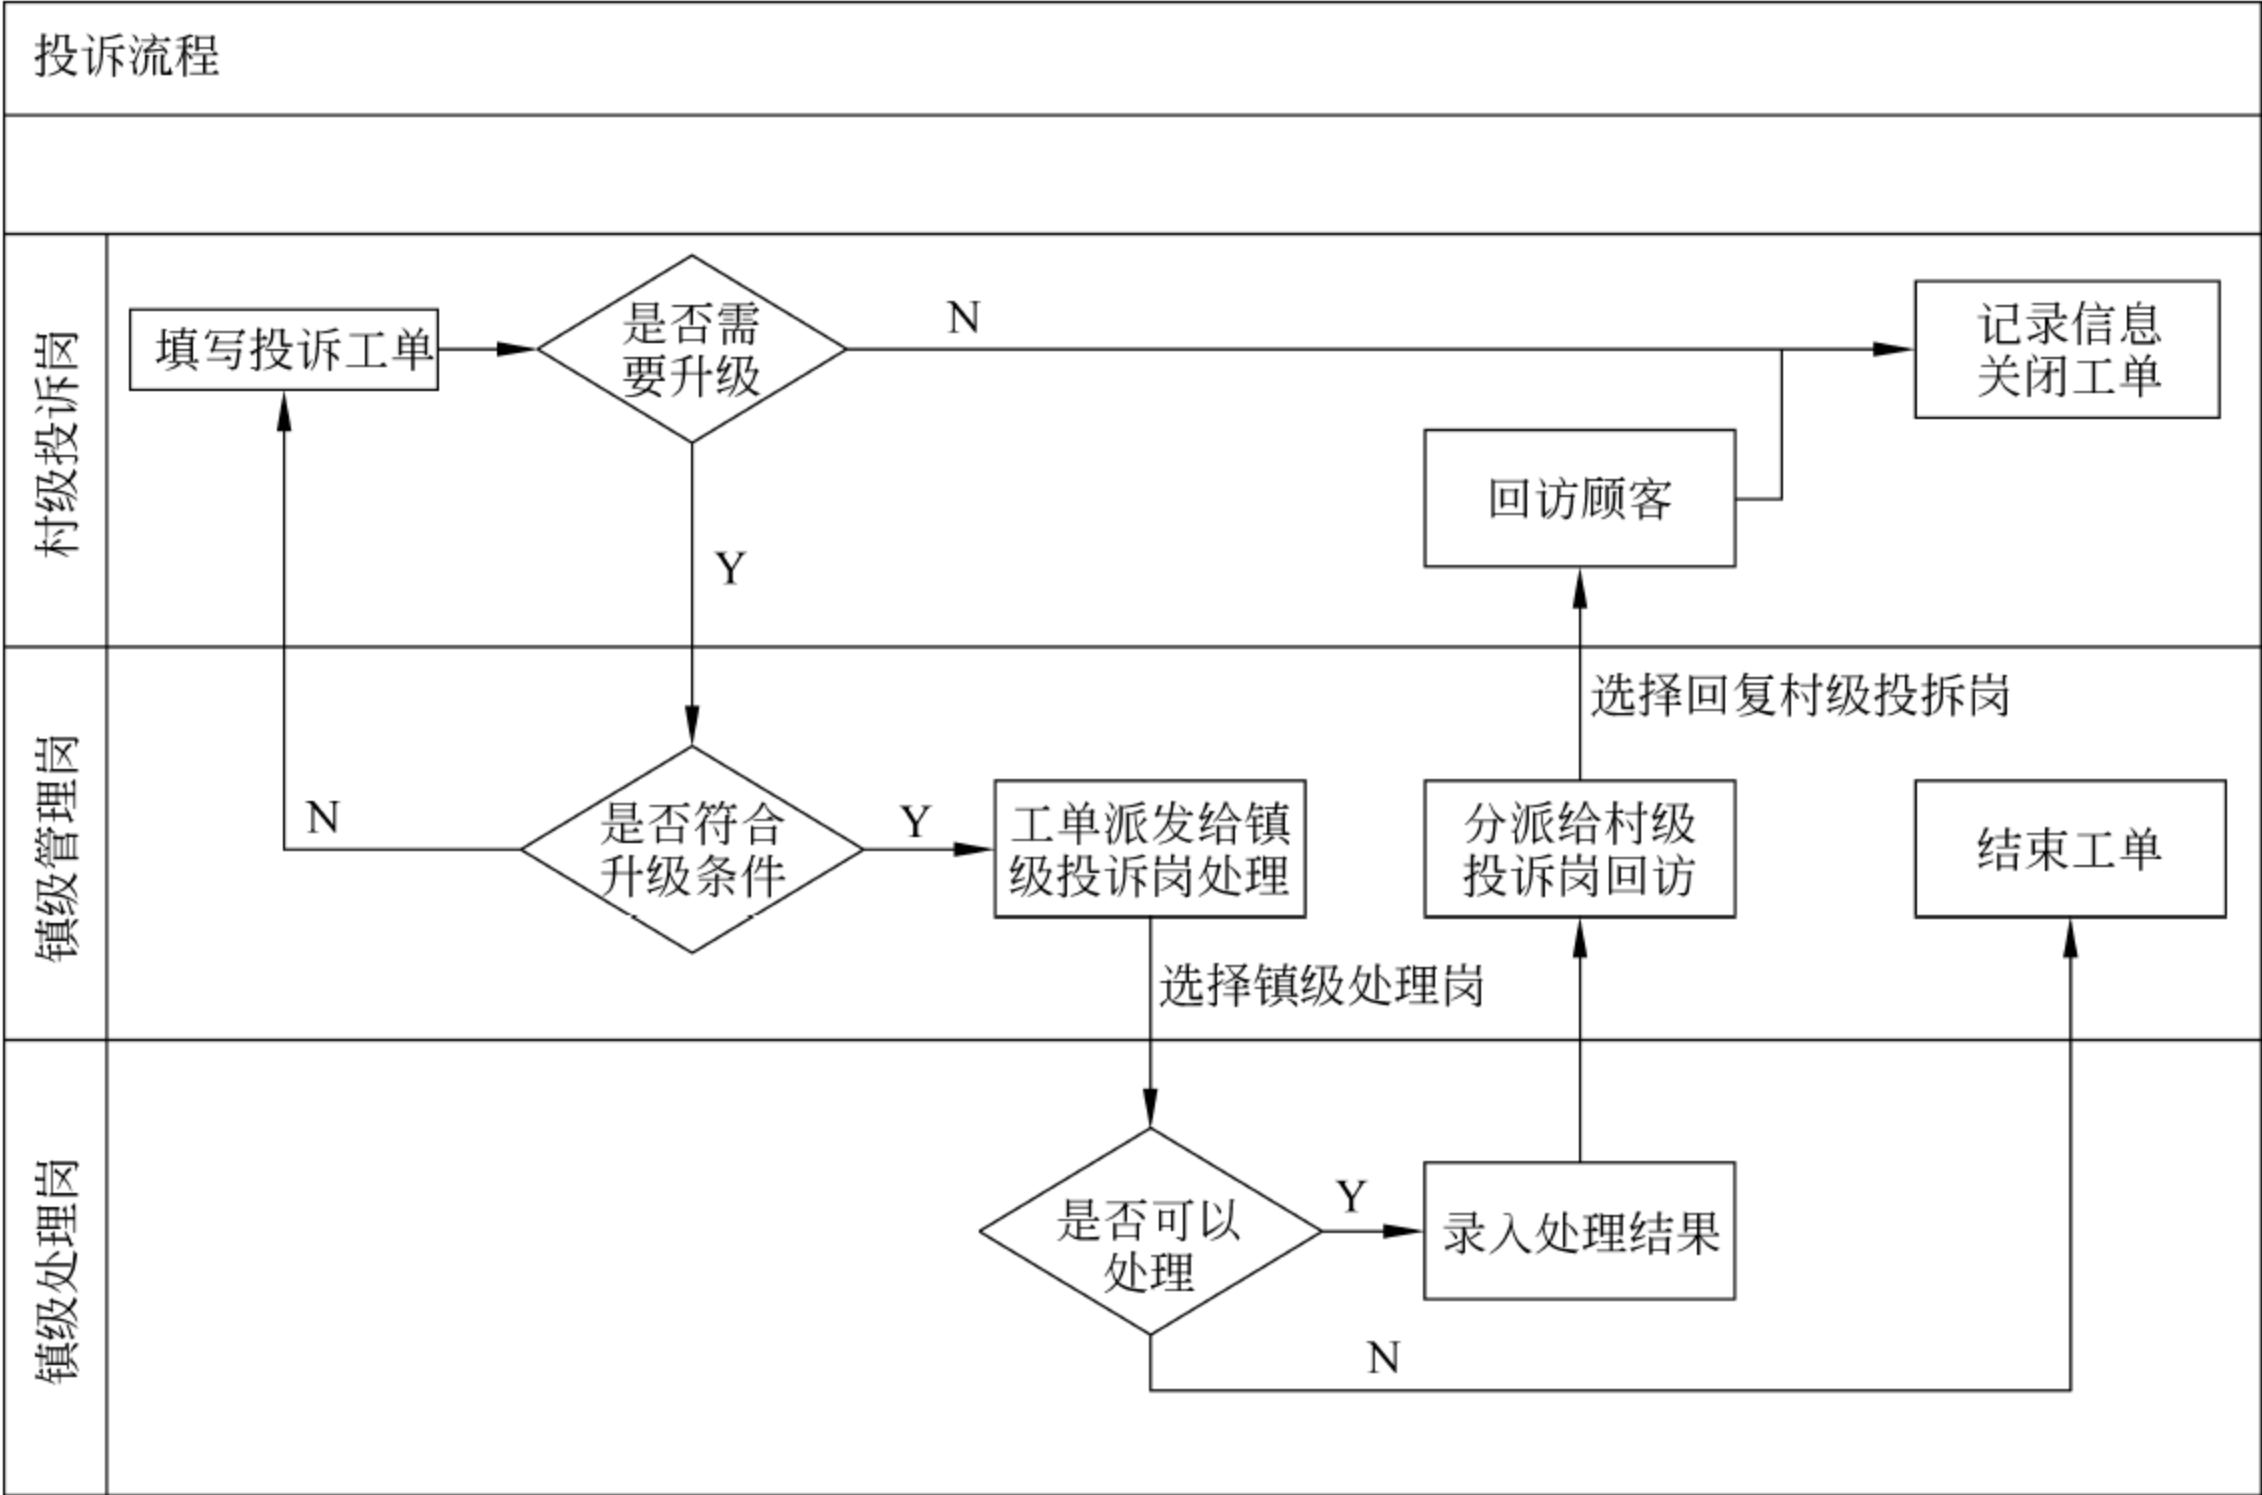 投诉流程
村级投诉岗
填写投诉工单
是否需
要升级
N
记录信息
关闭工单
回访顾客
Y
镇级管理岗
选择回复村级投拆岗
N
是否符合
升级条件
Y
工单派发给镇
级投诉岗处理
分派给村级
投诉岗回访
结束工单
选择镇级处理岗
镇级处理岗
是否可以
处理
Y
录入处理结果
N